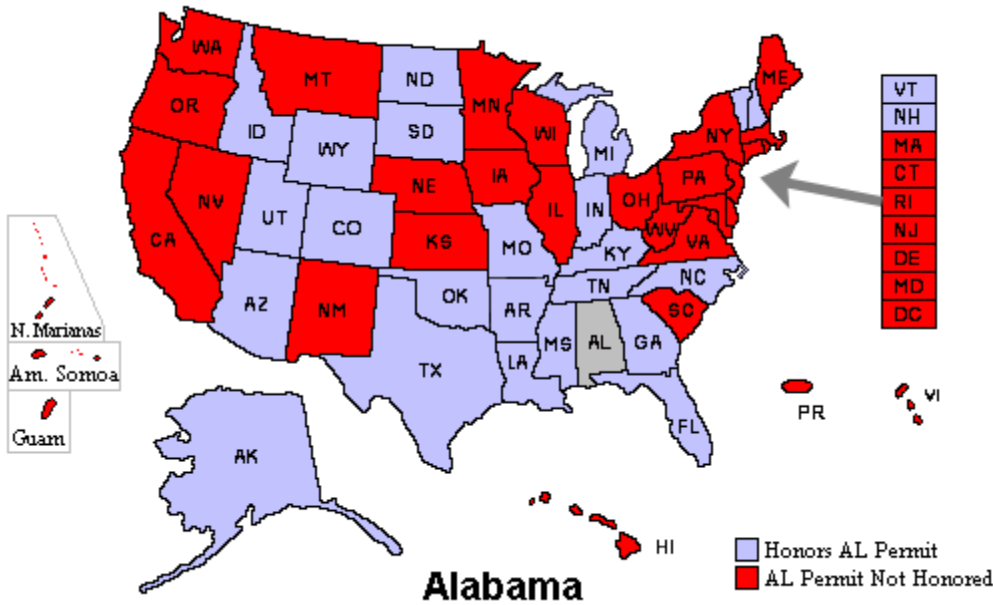 WA
MT
ND
MN
ME
VT
OR
ID
SD
WI
NY
NH
WY
MI
MA
NE
IA
PA
CT
NV
UT
CO
IL
IN
OH
RI
CA
KS
MO
WV
VA
NJ
KY
DE
AZ
NM
OK
AR
TN
NC
MD
N. Marianas
SC
DC
TX
LA
MS
AL
GA
Am. Somoa
PR
VI
Guam
FL
AK
HI
Honors AL Permit
AL Permit Not Honored
Alabama